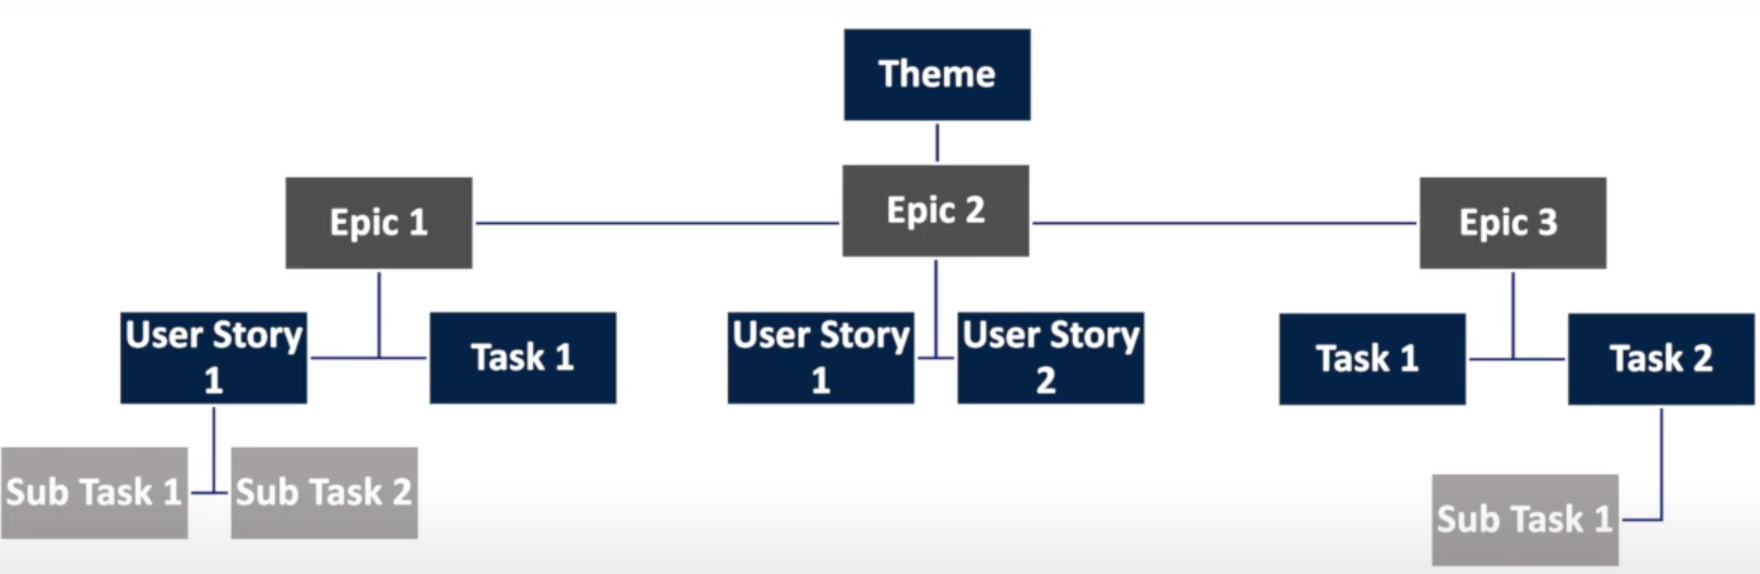 Theme
Epic 1
Epic 2
Epic 3
User Story
1
Task 1
User Story
1
User Story
2
Task 1
Task 2
Sub Task 1
Sub Task 2
Sub Task 1